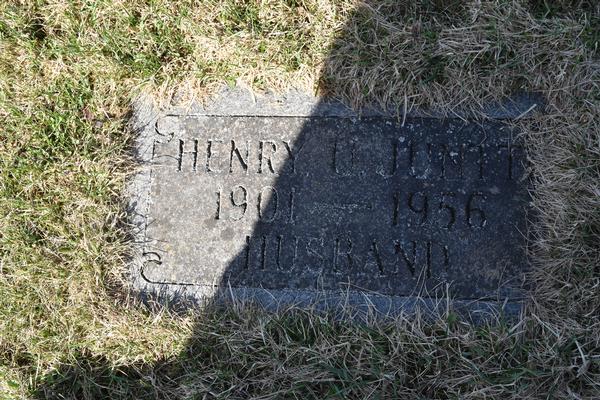 HENRY U.
1901 — 1956
HUSBAND